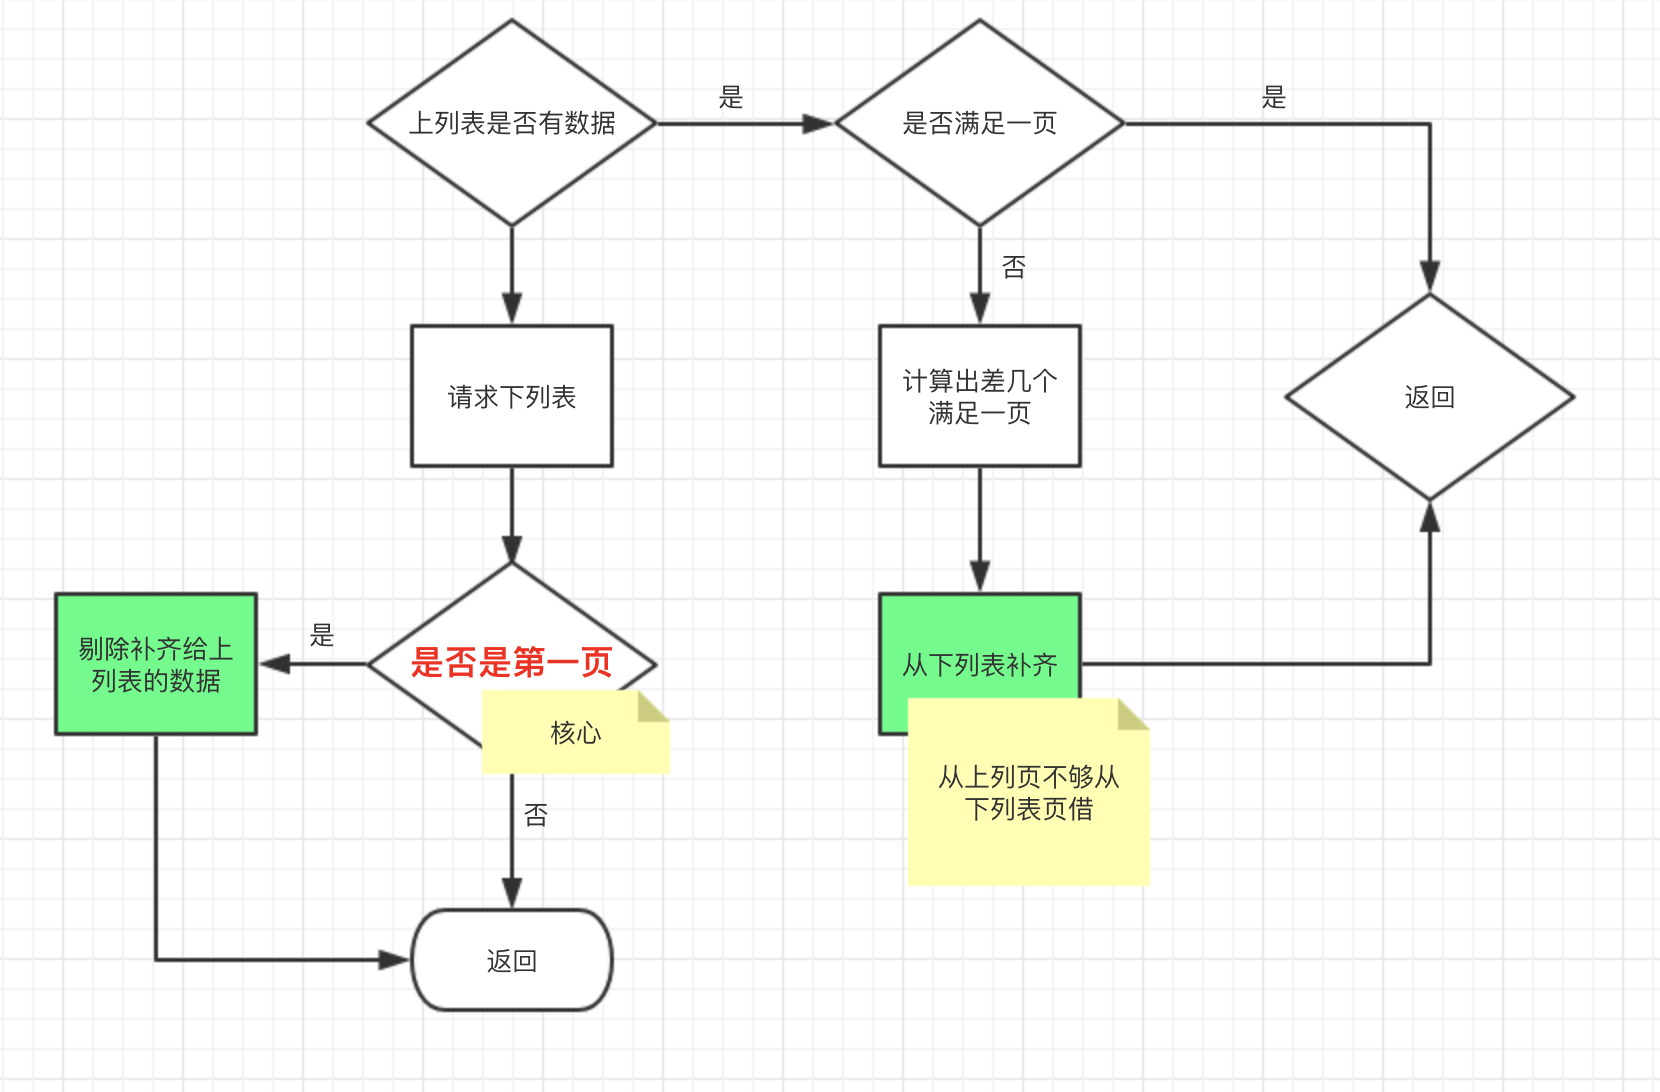 上列表是否有数据
是
是否满足一页
是
否
请求下列表
计算出差几个
满足一页
返回
剔除补齐给上
列表的数据
是
是否是第一页
核心
从下列表补齐
从上列页不够从
下列表页借
否
返回